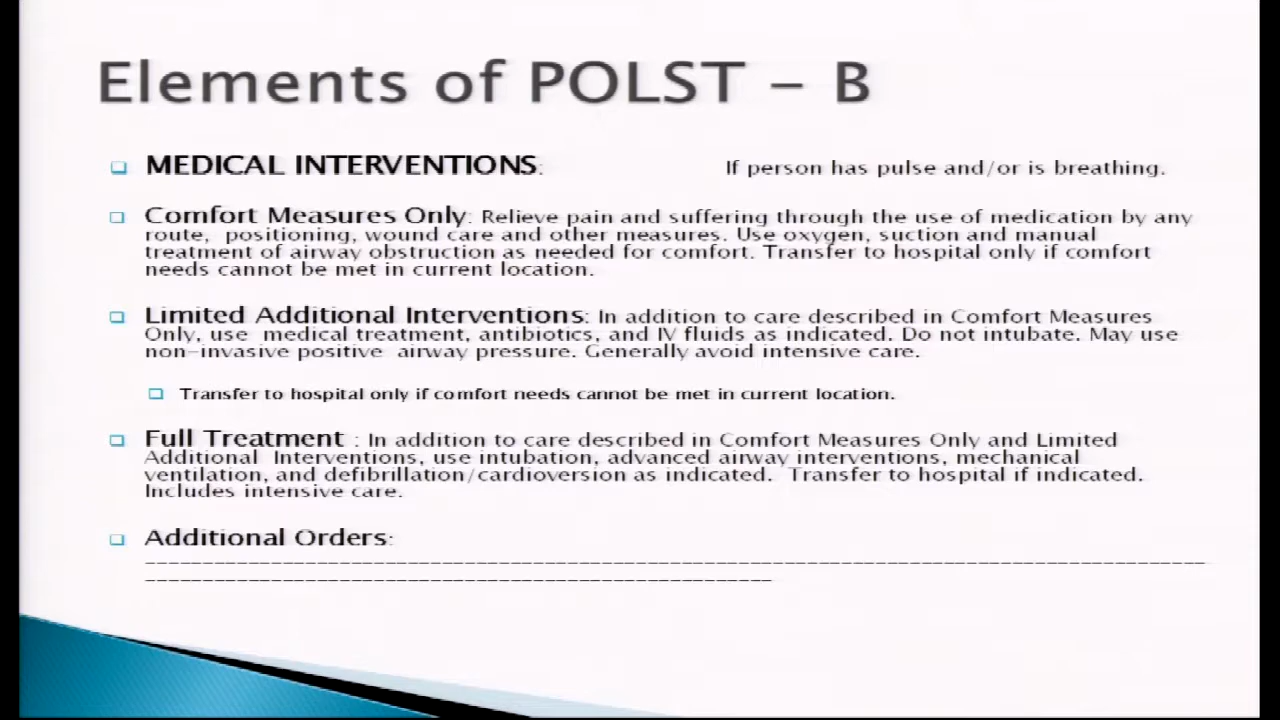 Elements of POLST – B
MEDICAL INTERVENTIONS: If person has pulse and/or is breathing.
Comfort Measures Only: Relieve pain and suffering through the use of medication by any
route, positioning, wound care and other measures. Use oxygen, suction and manual
treatment of airway obstruction as needed for comfort. Transfer to hospital only if comfort
needs cannot be met in current location.
Limited Additional Interventions: In addition to care described in Comfort Measures
Only, use medical treatment, antibiotics, and IV fluids as indicated. Do not intubate. May use
non-invasive positive airway pressure. Generally avoid intensive care.
Transfer to hospital only if comfort needs cannot be met in current location.
Full Treatment : In addition to care described in Comfort Measures Only and Limited
Additional Interventions, use intubation, advanced airway interventions, mechanical
ventilation, and defibrillation/cardioversion as indicated. Transfer to hospital if indicated.
Includes intensive care.
Additional Orders: